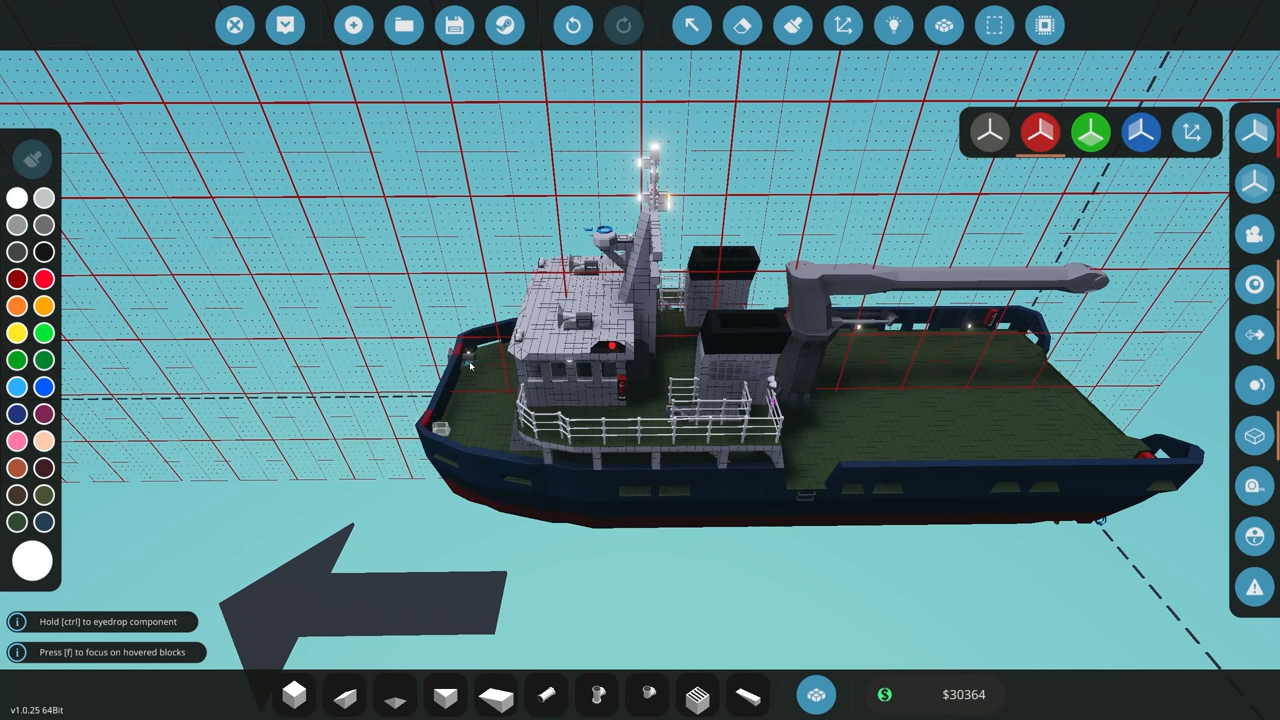 Hold [ctrl] to eyedrop component
Press [f] to focus on hovered blocks
v1.0.25 64Bit
$30364